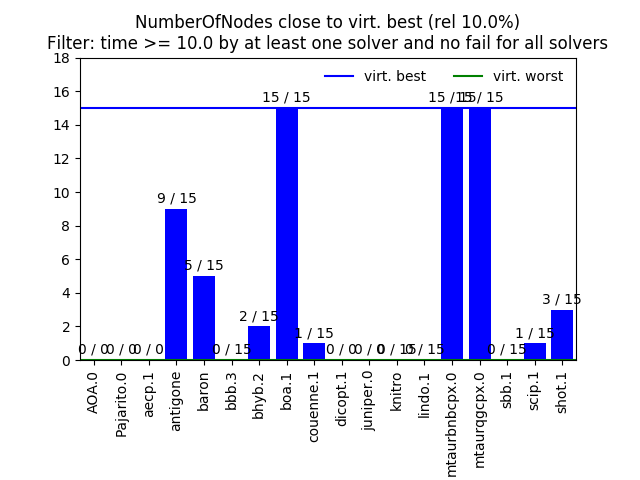 NumberOfNodes close to virt. best (rel 10.0%)
Filter: time >= 10.0 by at least one solver and no fail for all solvers
virt. best
virt. worst
18
16
14
12
10
8
6
4
2
0
0 / 0
0 / 0
0 / 0
9 / 15
5 / 15
0 / 15
2 / 15
15 / 15
1 / 15
0 / 0
0 / 0
0 / 15
0 / 15
15 / 15
15 / 15
0 / 15
1 / 15
3 / 15
AOA.0
Pajarito.0
aecp.1
antigone
baron
bbb.3
bhyb.2
boa.1
couenne.1
dicopt.1
juniper.0
knitro
lindo.1
mtaurbnbcpx.0
mtaurqgcpx.0
sbb.1
scip.1
shot.1